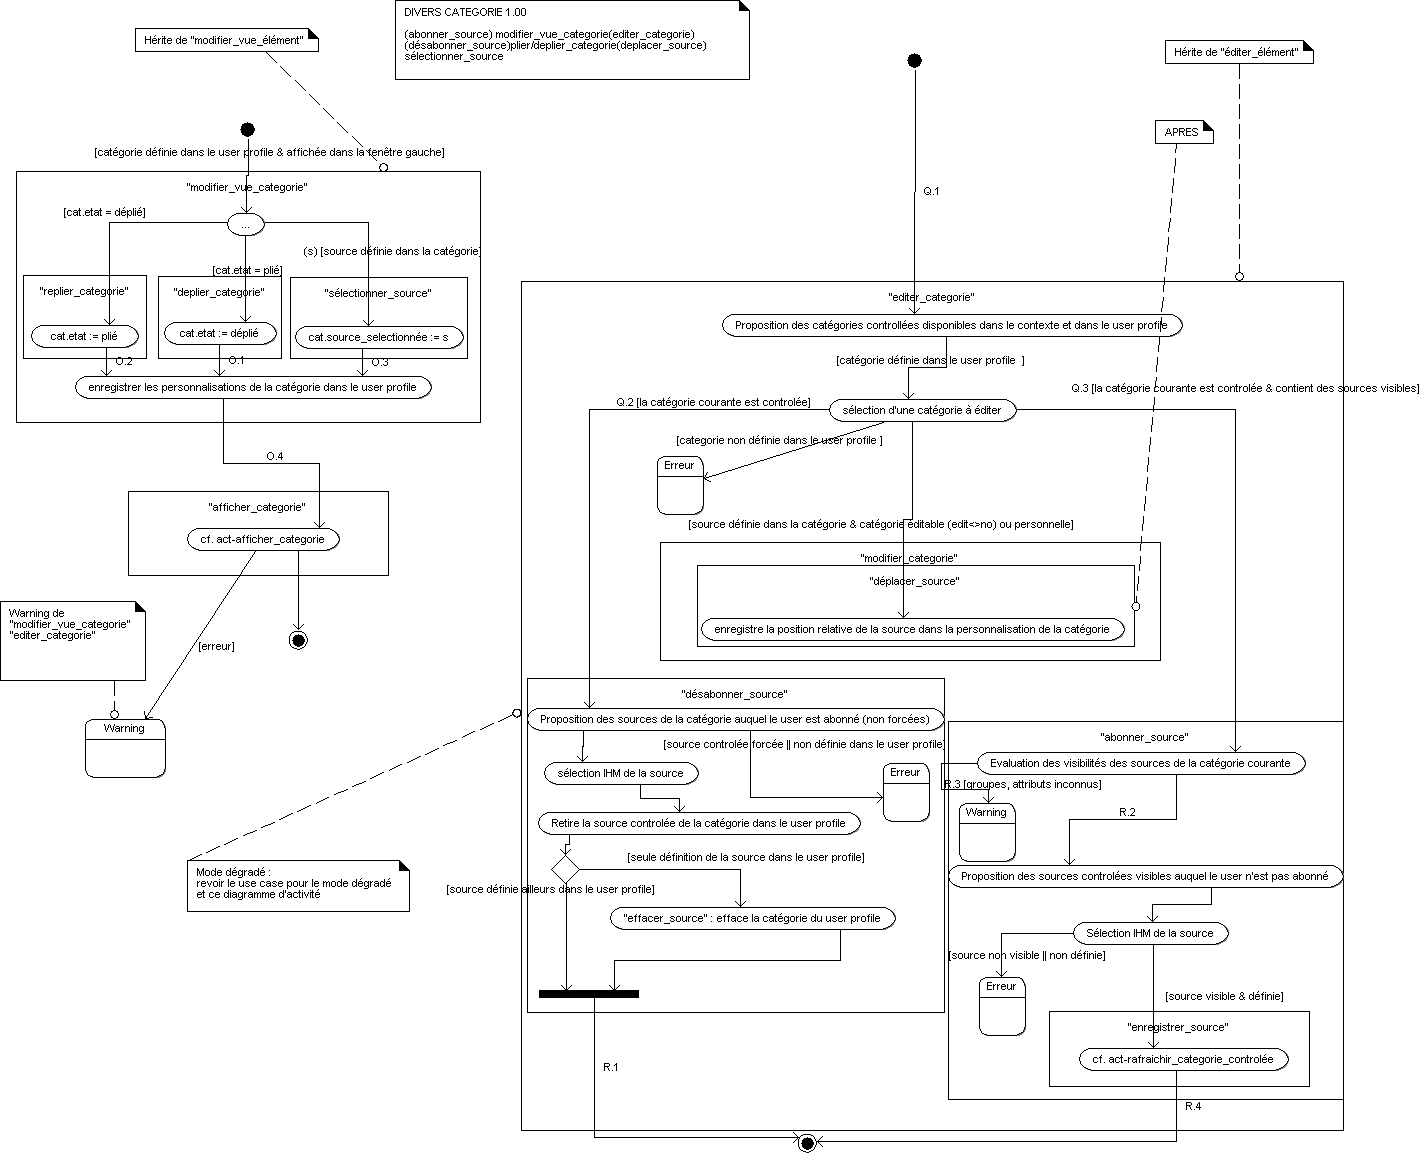 DIVERS CATEGORIE 1.00
(abonner_source) modifier_vue_categorie(editer_categorie)
(désabonner_source)plier/deplier_categorie(deplacer_source)
sélectionner_source
Hérite de "modifier_vue_élément"
Hérite de "éditer_élément"
APRES
[catégorie définie dans le user profile & affichée dans la fenêtre gauche]
"modifier_vue_categorie"
[cat.etat = déplié]
...
(s) [source définie dans la catégorie]
[cat.etat = plié]
"replier_categorie"
"deplier_categorie"
"sélectionner_source"
cat.etat := plié
cat.etat := déplié
cat.source_selectionnée := s
O.2
O.1
O.3
enregistrer les personnalisations de la catégorie dans le user profile
O.4
"afficher_categorie"
cf. act-afficher_categorie
Warning de
"modifier_vue_categorie"
"editer_categorie"
[erreur]
Warning
Q.1
"editer_categorie"
Proposition des catégories controllées disponibles dans le contexte et dans le user profile
[catégorie définie dans le user profile ]
Q.3 [la catégorie courante est controlée & contient des sources visibles]
Q.2 [la catégorie courante est controlée]
sélection d'une catégorie à éditer
[categorie non définie dans le user profile ]
Erreur
[source définie dans la catégorie & catégorie éditable (edit<>no) ou personnelle]
"modifier_categorie"
"déplacer_source"
enregistre la position relative de la source dans la personnalisation de la catégorie
"désabonner_source"
Proposition des sources de la catégorie auquel le user est abonné (non forcées)
[source controlée forcée || non définie dans le user profile]
sélection IHM de la source
Erreur
Retire la source controlée de la catégorie dans le user profile
[seule définition de la source dans le user profile]
[source définie ailleurs dans le user profile]
"effacer_source" : efface la catégorie du user profile
R.1
Mode dégradé :
revoir le use case pour le mode dégradé
et ce diagramme d'activité
"abonner_source"
Evaluation des visibilités des sources de la catégorie courante
R.3 [groupes, attributs inconnus]
Warning
R.2
Proposition des sources controlées visibles auquel le user n'est pas abonné
Sélection IHM de la source
[source non visible || non définie]
Erreur
[source visible & définie]
"enregistrer_source"
cf. act-rafraichir_categorie_controlée
R.4